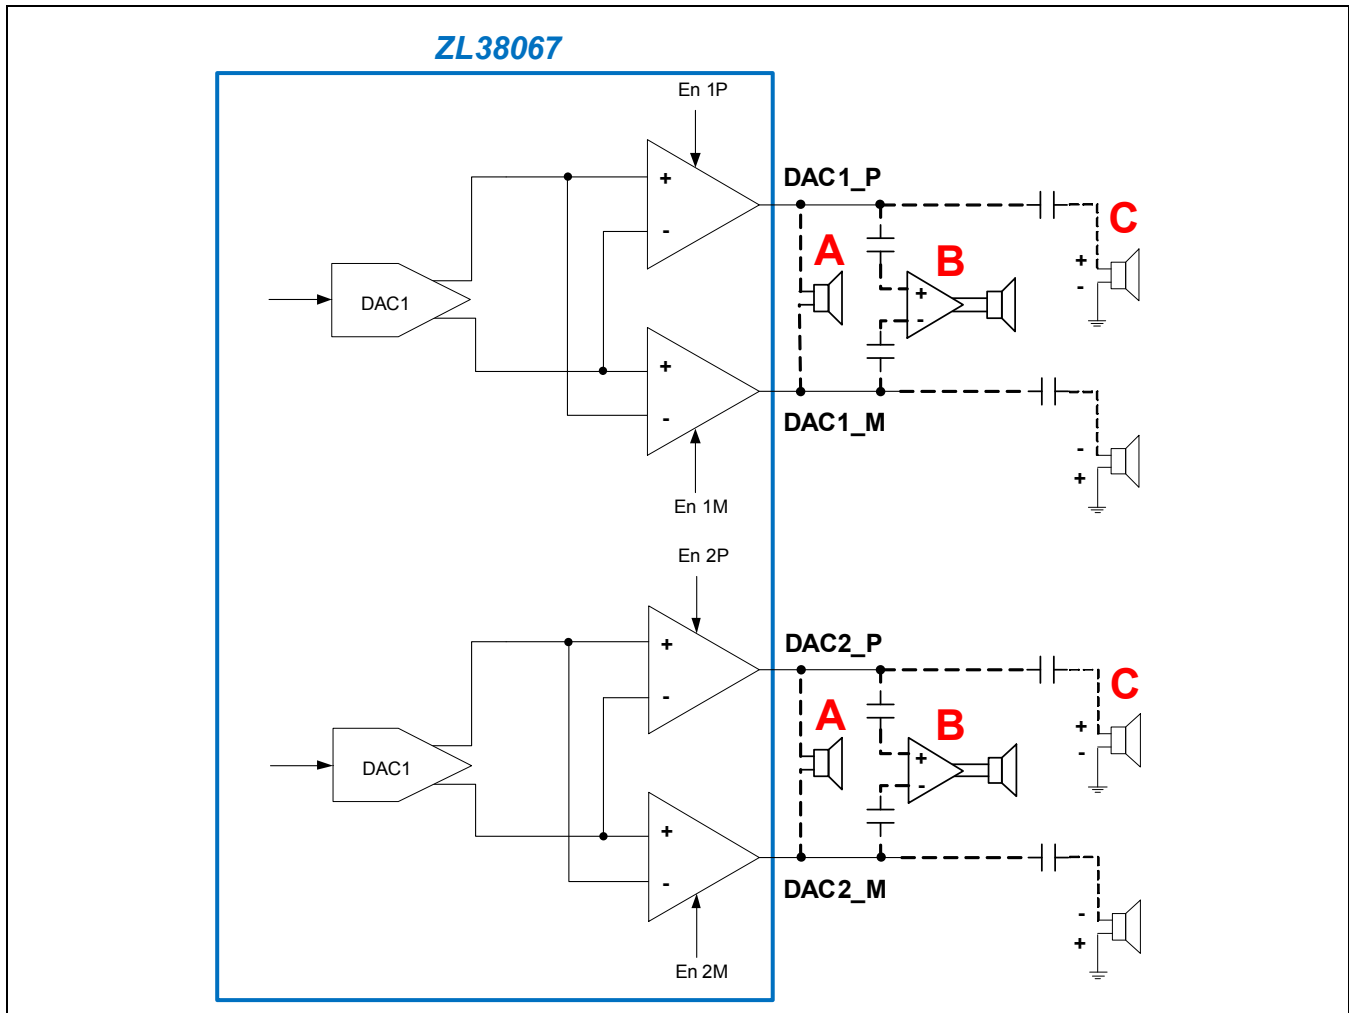 ZL38067
En 1P
DAC1_P
+
C
-
A
+
B
+
-
+
DAC1
-
+
-
DAC1_M
-
+
En 1M
En 2P
DAC2_P
+
C
-
A
+
B
+
-
+
DAC1
-
+
-
DAC2_M
-
+
En 2M